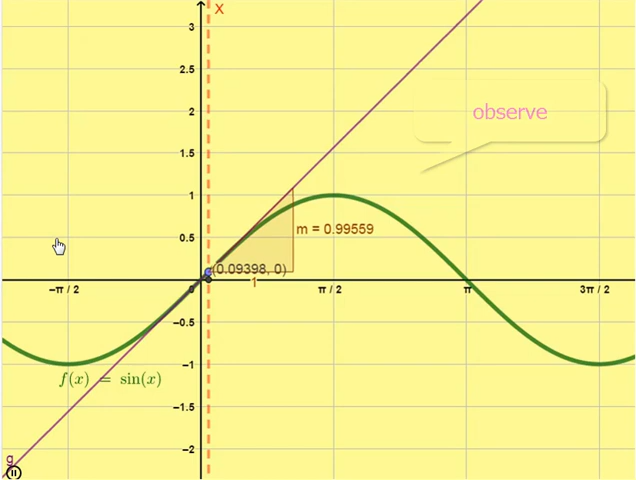 x
3
2.5
2
observe
1.5
1
m = 0.99559
0.5
(0.09398, 0)
1
−π / 2
0
π / 2
π
3π / 2
−0.5
−1
f(x) = sin(x)
−1.5
−2
g